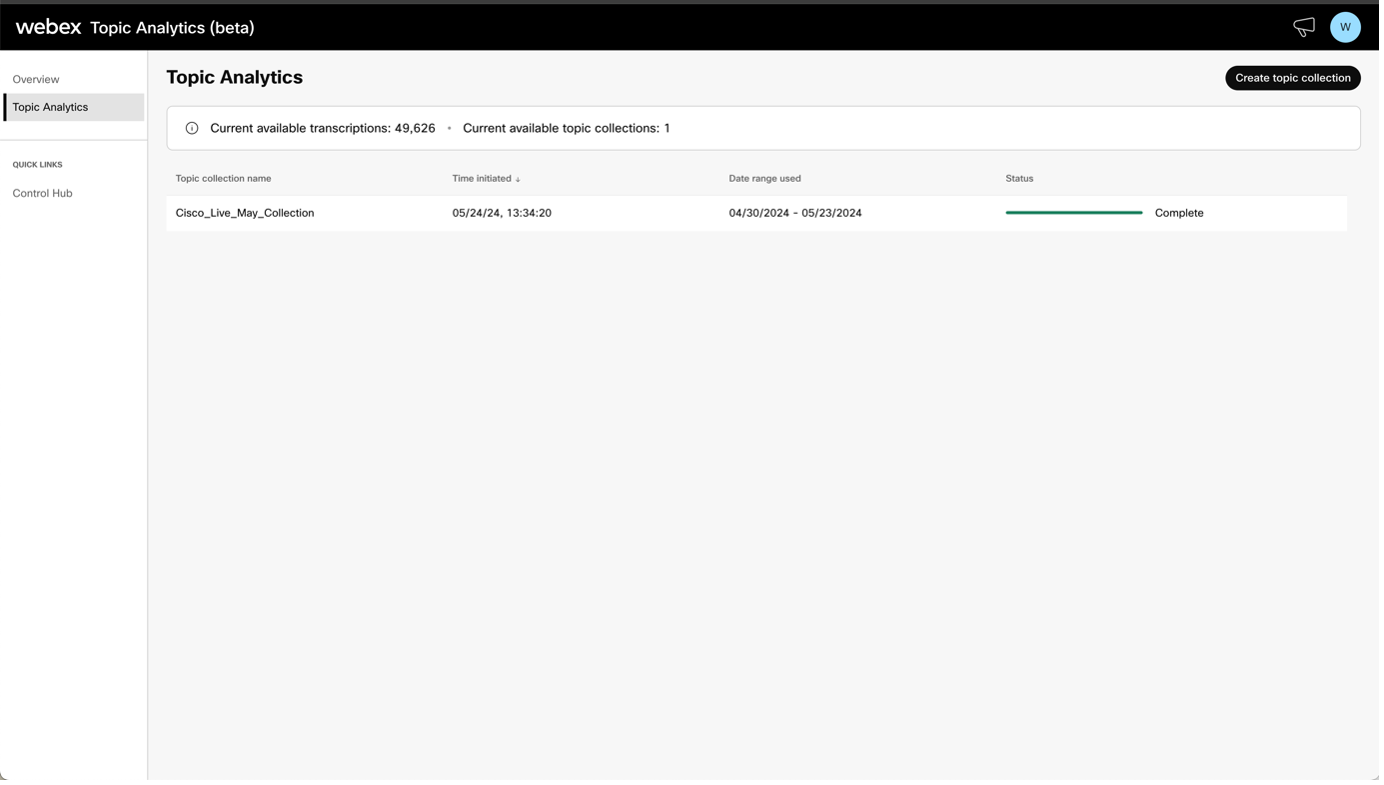 webex Topic Analytics (beta)
W
Overview
Topic Analytics
QUICK LINKS
Control Hub
Topic Analytics
Create topic collection
Current available transcriptions: 49,626 • Current available topic collections: 1
Topic collection name Time initiated ↓ Date range used Status
Cisco_Live_May_Collection 05/24/24, 13:34:20 04/30/2024 - 05/23/2024 Complete